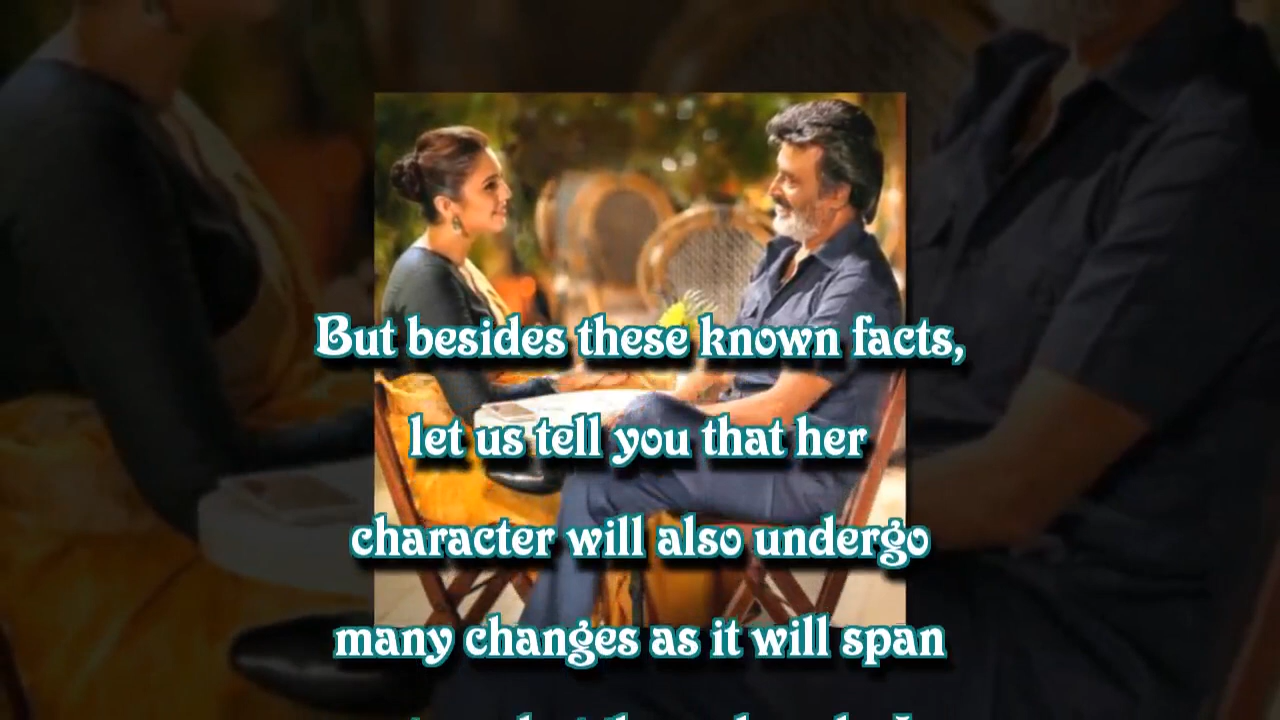 But besides these known facts,
let us tell you that her
character will also undergo
many changes as it will span